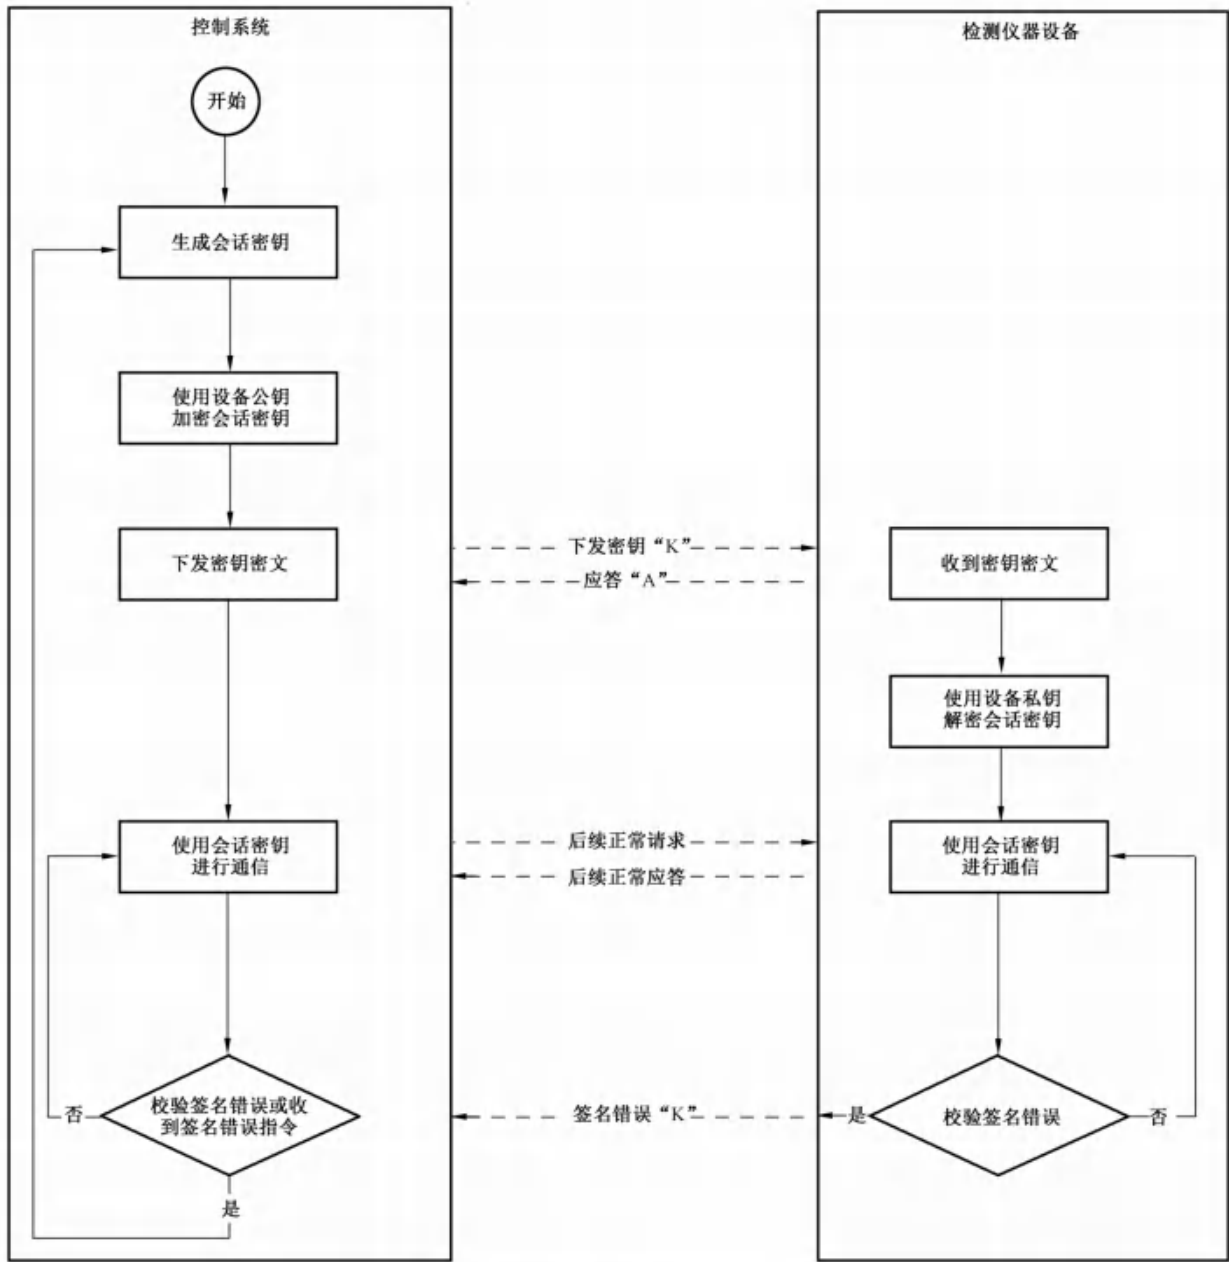 控制系统
检测仪器设备
开始
生成会话密钥
使用设备公钥
加密会话密钥
下发密钥密文
下发密钥“K”
应答“A”
收到密钥密文
使用设备私钥
解密会话密钥
使用会话密钥
进行通信
后续正常请求
后续正常应答
使用会话密钥
进行通信
否
校验签名错误或收
到签名错误指令
是
签名错误“K”
是
校验签名错误
否